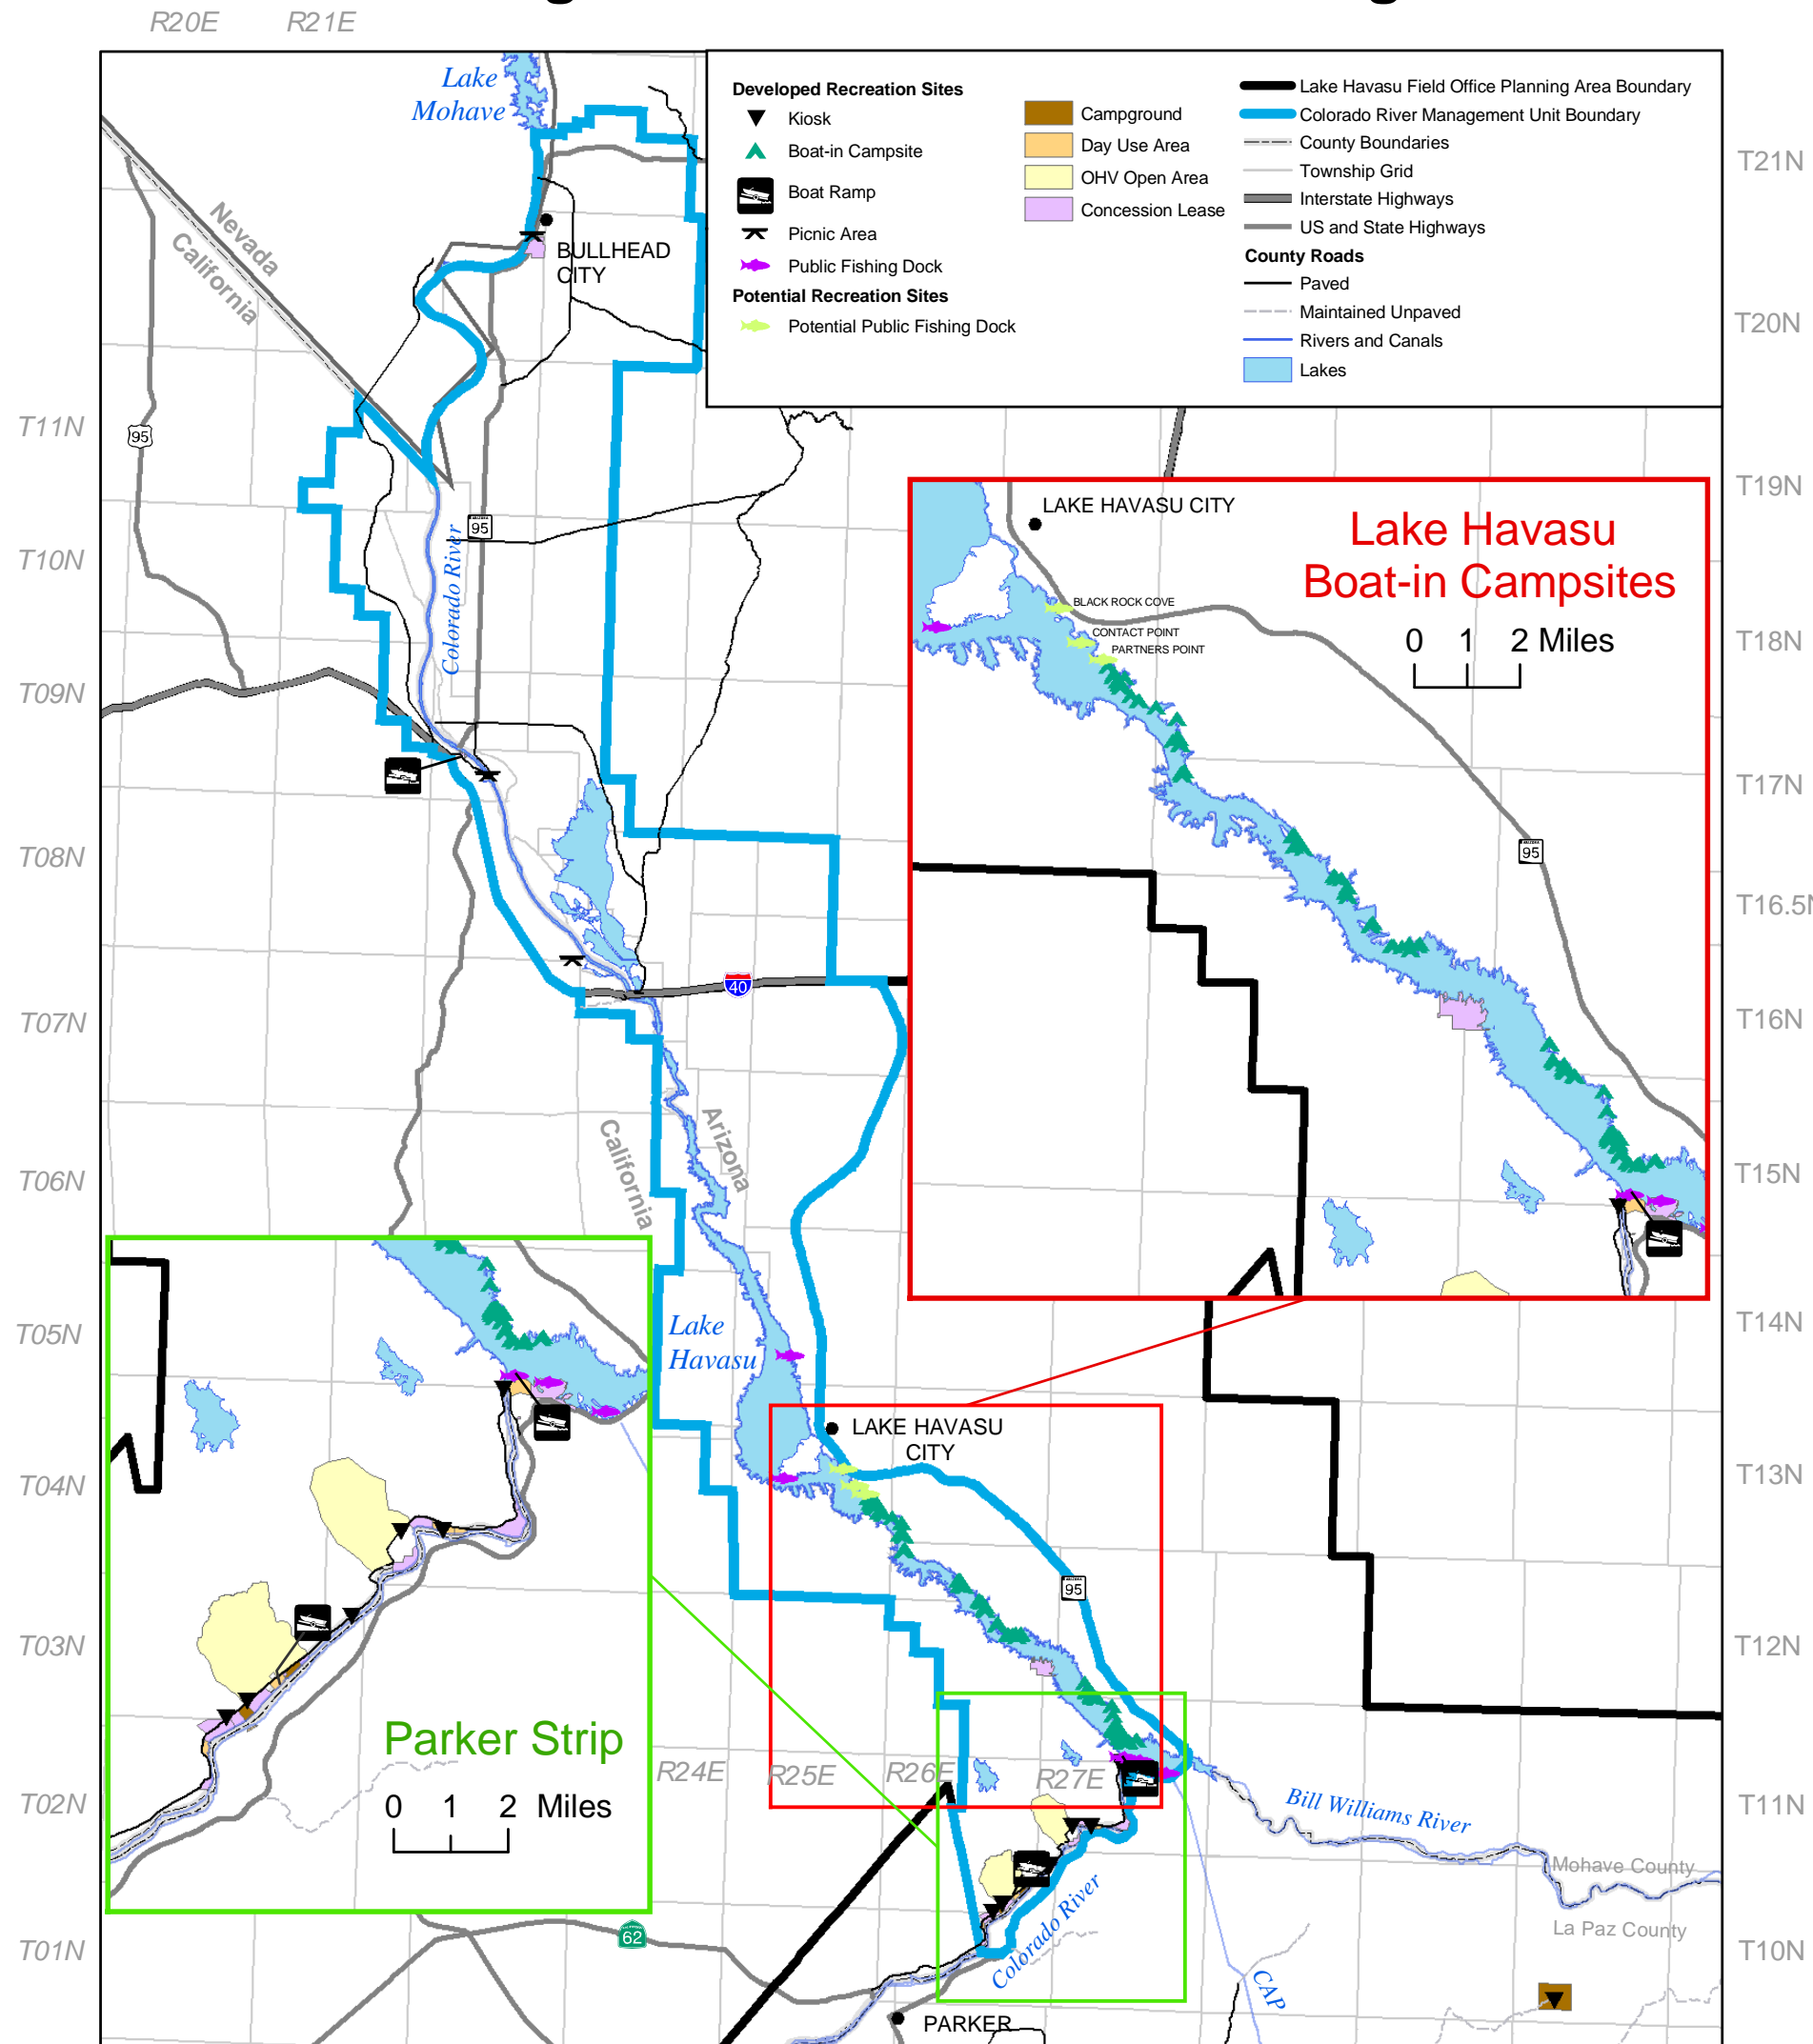 R20E R21E
Lake
Mohave
Developed Recreation Sites
Kiosk
Boat-in Campsite
Boat Ramp
Picnic Area
Public Fishing Dock
Potential Recreation Sites
Potential Public Fishing Dock
Campground
Day Use Area
OHV Open Area
Concession Lease
Lake Havasu Field Office Planning Area Boundary
Colorado River Management Unit Boundary
County Boundaries
Township Grid
Interstate Highways
US and State Highways
County Roads
Paved
Maintained Unpaved
Rivers and Canals
Lakes
Nevada
California
BULLHEAD
CITY
95
95
Colorado River
T11N
T10N
T09N
T08N
T07N
T06N
T05N
T04N
T03N
T02N
T01N
T21N
T20N
T19N
T18N
T17N
T16.5N
T16N
T15N
T14N
T13N
T12N
T11N
T10N
LAKE HAVASU CITY
Lake Havasu
Boat-in Campsites
0 1 2 Miles
BLACK ROCK COVE
CONTACT POINT
PARTNERS POINT
95
40
California
Arizona
Lake
Havasu
LAKE HAVASU
CITY
95
Parker Strip
0 1 2 Miles
R24E R25E R26E R27E
Bill Williams River
Mohave County
La Paz County
Colorado River
CAP
62
PARKER